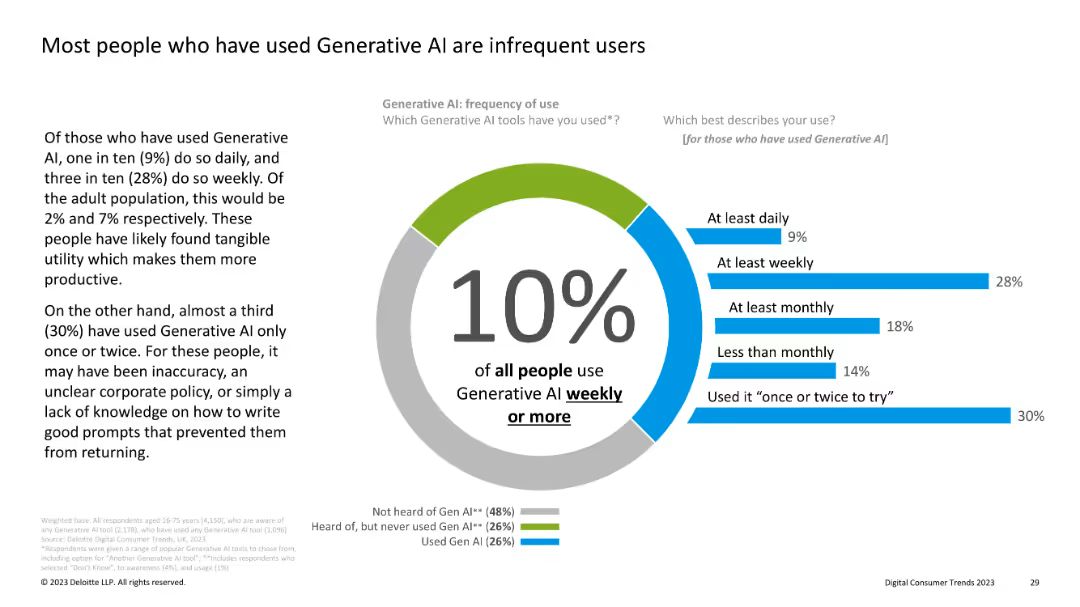 Most people who have used Generative AI are infrequent users
Of those who have used Generative
AI, one in ten (9%) do so daily, and
three in ten (28%) do so weekly. Of
the adult population, this would be
2% and 7% respectively. These
people have likely found tangible
utility which makes them more
productive.
On the other hand, almost a third
(30%) have used Generative AI only
once or twice. For these people, it
may have been inaccuracy, an
unclear corporate policy, or simply a
lack of knowledge on how to write
good prompts that prevented them
from returning.
Generative AI: frequency of use
Which Generative AI tools have you used*?
Which best describes your use?
[for those who have used Generative AI]
10%
of all people use
Generative AI weekly
or more
At least daily
9%
At least weekly
28%
At least monthly
18%
Less than monthly
14%
Used it “once or twice to try”
30%
Not heard of Gen AI** (48%)
Heard of, but never used Gen AI** (26%)
Used Gen AI (26%)
Weighted base: All respondents aged 16-75 years (4,150), who are aware of
any Generative AI tool (2,178), who have used any Generative AI tool (1,096)
Source: Deloitte Digital Consumer Trends, UK, 2023
*Respondents were given a range of popular Generative AI tools to chose from,
including option for "Another Generative AI tool"; **Includes respondents who
selected "Don't Know", to awareness (4%), and usage (1%)
© 2023 Deloitte LLP. All rights reserved.
Digital Consumer Trends 2023
29